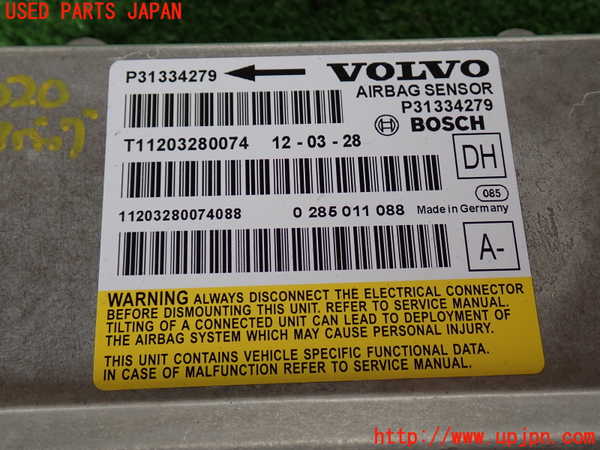 USED PARTS JAPAN
P31334279
VOLVO
AIRBAG SENSOR
P31334279
BOSCH
T11203280074 12-03-28
DH
085
11203280074088 0 285 011 088 Made in Germany
A-
WARNING ALWAYS DISCONNECT THE ELECTRICAL CONNECTOR
BEFORE DISMOUNTING THIS UNIT. REFER TO SERVICE MANUAL.
TILTING OF A CONNECTED UNIT CAN LEAD TO DEPLOYMENT OF
THE AIRBAG SYSTEM WHICH MAY CAUSE PERSONAL INJURY.
THIS UNIT CONTAINS VEHICLE SPECIFIC FUNCTIONAL DATA.
IN CASE OF MALFUNCTION REFER TO SERVICE MANUAL.
http://www.upjpn.com/